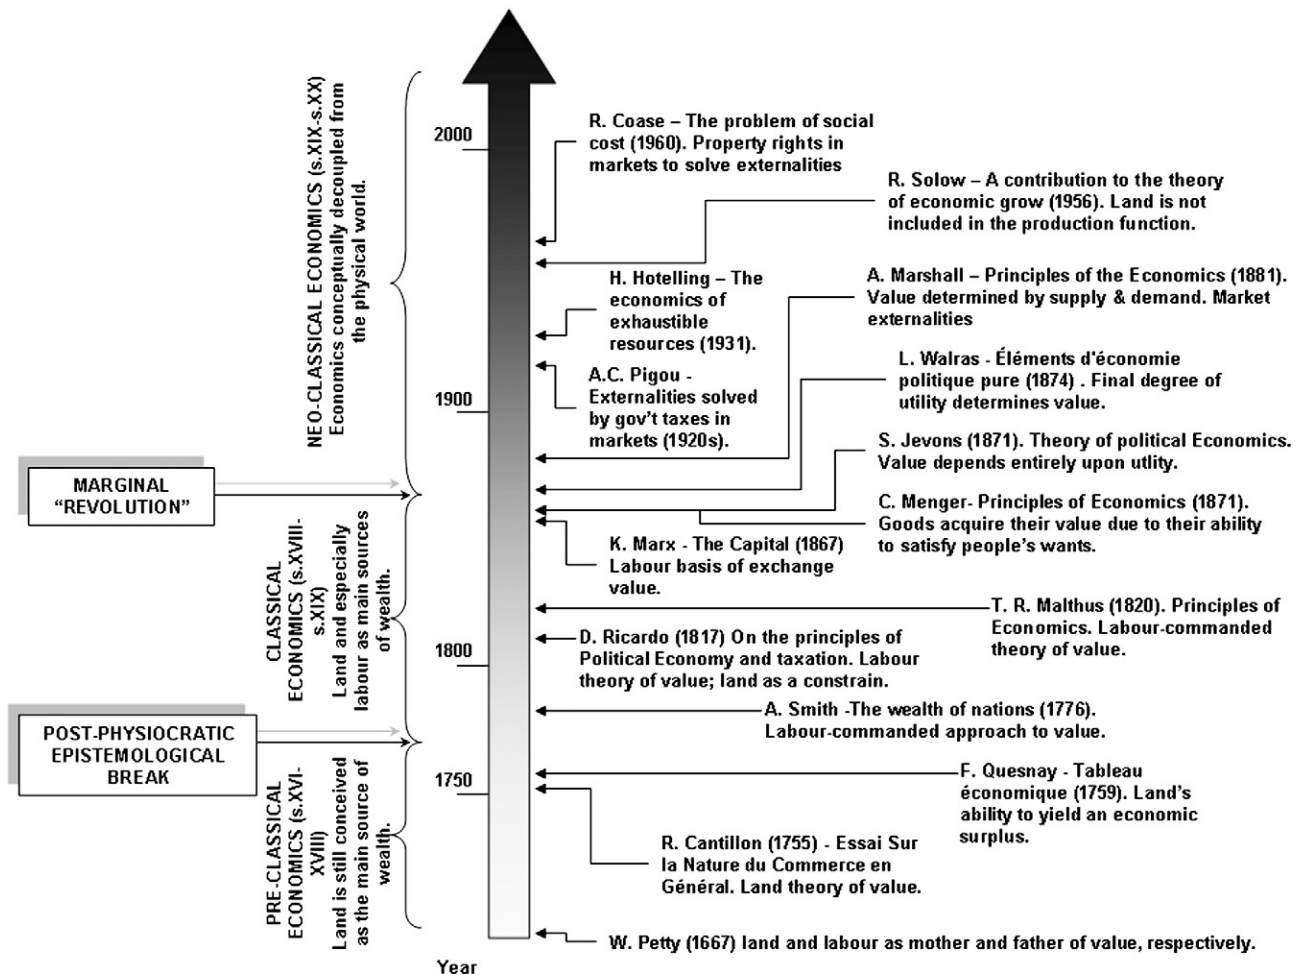 NEO-CLASSICAL ECONOMICS (s.XIX-s.XX)
Economics conceptually decoupled from
the physical world.
MARGINAL
“REVOLUTION”
CLASSICAL
ECONOMICS (s.XVIII-
s.XIX)
Land and especially
labour as main sources
of wealth.
POST-PHYSIOCRATIC
EPISTEMOLOGICAL
BREAK
PRE-CLASSICAL
ECONOMICS (s.XVI-
XVIII)
Land is still conceived
as the main source of
wealth.
2000
1900
1800
1750
Year
R. Coase – The problem of social
cost (1960). Property rights in
markets to solve externalities
R. Solow – A contribution to the theory
of economic grow (1956). Land is not
included in the production function.
H. Hotelling – The
economics of
exhaustible
resources (1931).
A. Marshall – Principles of the Economics (1881).
Value determined by supply & demand. Market
externalities
A.C. Pigou -
Externalities solved
by gov't taxes in
markets (1920s).
L. Walras - Éléments d'économie
politique pure (1874) . Final degree of
utility determines value.
S. Jevons (1871). Theory of political Economics.
Value depends entirely upon utlity.
C. Menger- Principles of Economics (1871).
Goods acquire their value due to their ability
to satisfy people's wants.
K. Marx - The Capital (1867)
Labour basis of exchange
value.
T. R. Malthus (1820). Principles of
Economics. Labour-commanded
theory of value.
D. Ricardo (1817) On the principles of
Political Economy and taxation. Labour
theory of value; land as a constrain.
A. Smith -The wealth of nations (1776).
Labour-commanded approach to value.
F. Quesnay - Tableau
économique (1759). Land's
ability to yield an economic
surplus.
R. Cantillon (1755) - Essai Sur
la Nature du Commerce en
Général. Land theory of value.
W. Petty (1667) land and labour as mother and father of value, respectively.